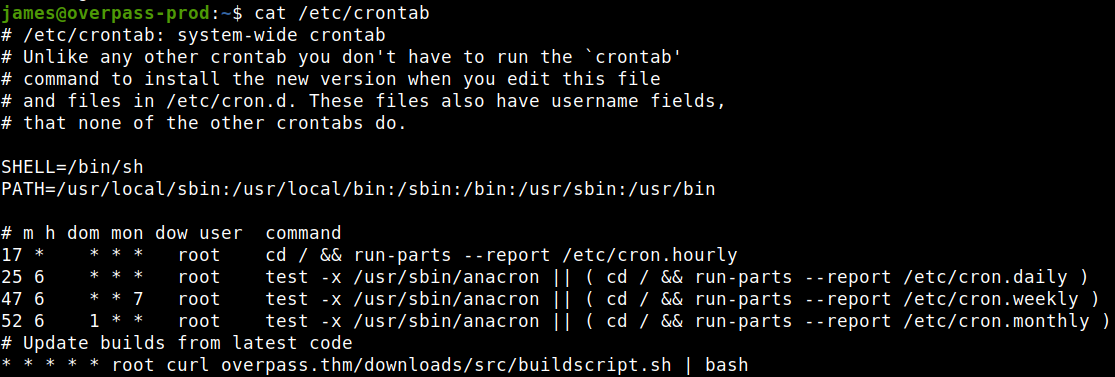 james@overpass-prod:~$ cat /etc/crontab
# /etc/crontab: system-wide crontab
# Unlike any other crontab you don't have to run the `crontab'
# command to install the new version when you edit this file
# and files in /etc/cron.d. These files also have username fields,
# that none of the other crontabs do.

SHELL=/bin/sh
PATH=/usr/local/sbin:/usr/local/bin:/sbin:/bin:/usr/sbin:/usr/bin

# m h dom mon dow user  command
17 *    * * *   root    cd / && run-parts --report /etc/cron.hourly
25 6    * * *   root    test -x /usr/sbin/anacron || ( cd / && run-parts --report /etc/cron.daily )
47 6    * * 7   root    test -x /usr/sbin/anacron || ( cd / && run-parts --report /etc/cron.weekly )
52 6    1 * *   root    test -x /usr/sbin/anacron || ( cd / && run-parts --report /etc/cron.monthly )
# Update builds from latest code
* * * * * root curl overpass.thm/downloads/src/buildscript.sh | bash